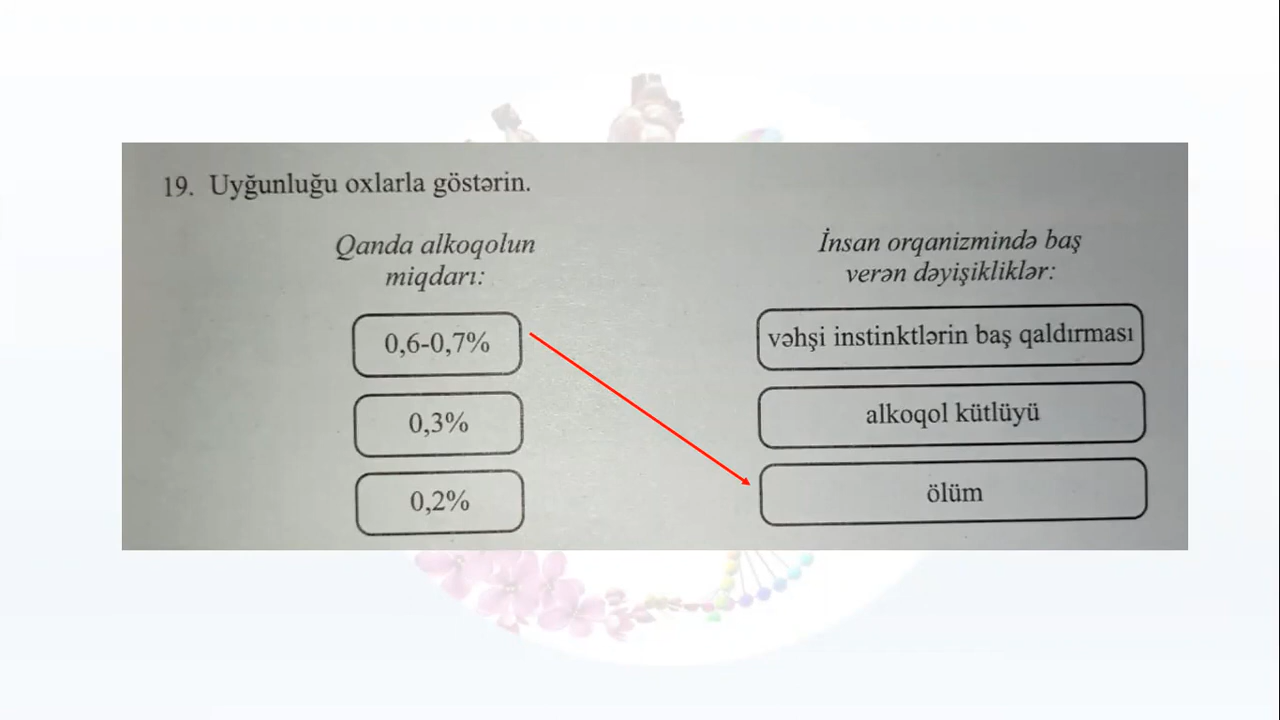 19. Uyğunluğu oxlarla göstərin.
Qanda alkoqolun
miqdarı:
0,6-0,7%
0,3%
0,2%
İnsan orqanizmində baş
verən dəyişikliklər:
vəhşi instinktlərin baş qaldırması
alkoqol kütlüyü
ölüm